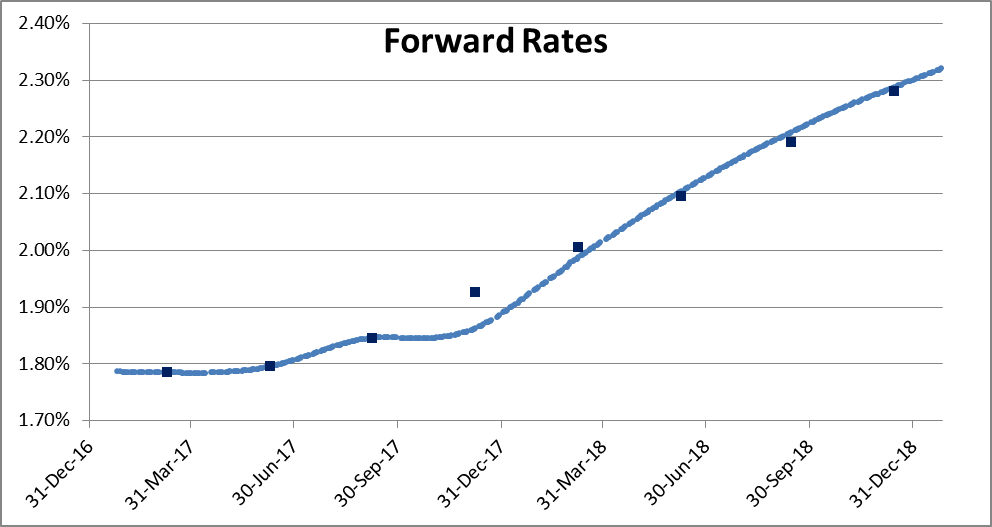 Forward Rates
2.40%
2.30%
2.20%
2.10%
2.00%
1.90%
1.80%
1.70%
31-Dec-16
31-Mar-17
30-Jun-17
30-Sep-17
31-Dec-17
31-Mar-18
30-Jun-18
30-Sep-18
31-Dec-18